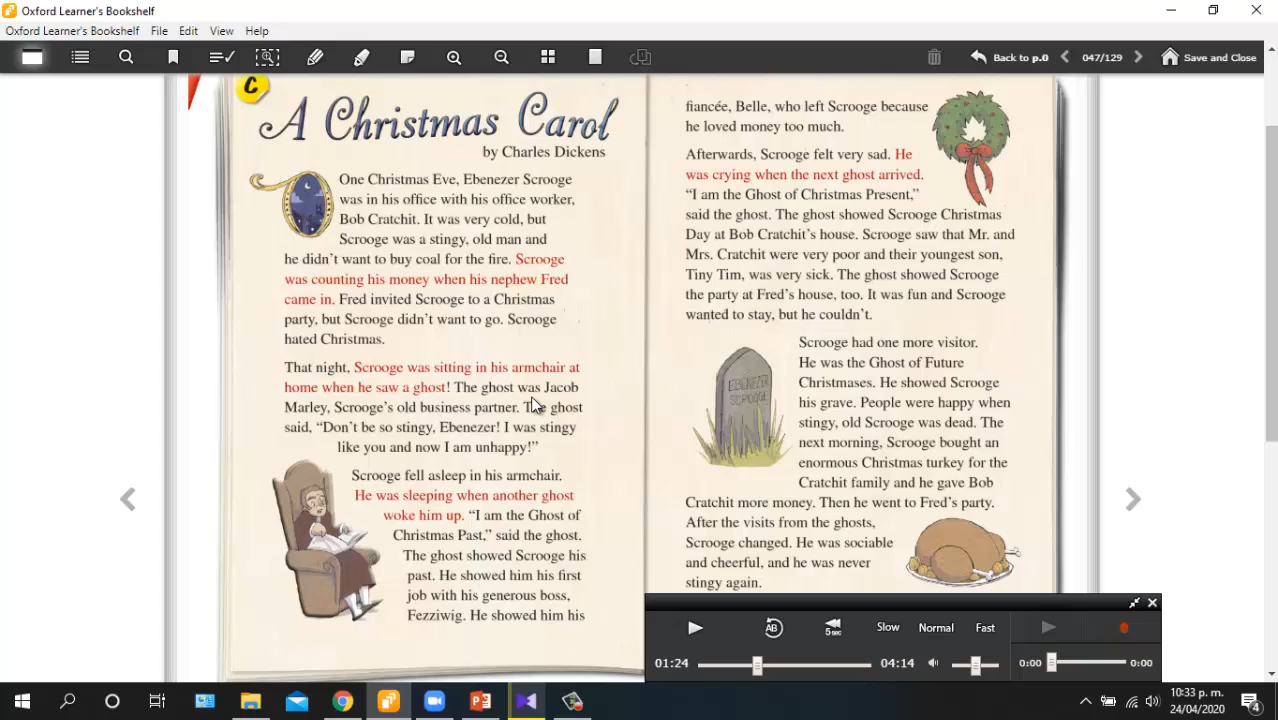 Oxford Learner's Bookshelf
Oxford Learner's Bookshelf File Edit View Help
Back to p.0 047/129 Save and Close
C
A Christmas Carol
by Charles Dickens
One Christmas Eve, Ebenezer Scrooge
was in his office with his office worker,
Bob Cratchit. It was very cold, but
Scrooge was a stingy, old man and
he didn't want to buy coal for the fire. Scrooge
was counting his money when his nephew Fred
came in. Fred invited Scrooge to a Christmas
party, but Scrooge didn't want to go. Scrooge
hated Christmas.
That night, Scrooge was sitting in his armchair at
home when he saw a ghost! The ghost was Jacob
Marley, Scrooge's old business partner. The ghost
said, “Don't be so stingy, Ebenezer! I was stingy
like you and now I am unhappy!”
Scrooge fell asleep in his armchair.
He was sleeping when another ghost
woke him up. “I am the Ghost of
Christmas Past,” said the ghost.
The ghost showed Scrooge his
past. He showed him his first
job with his generous boss,
Fezziwig. He showed him his
fiancée, Belle, who left Scrooge because
he loved money too much.
Afterwards, Scrooge felt very sad. He
was crying when the next ghost arrived.
“I am the Ghost of Christmas Present,”
said the ghost. The ghost showed Scrooge Christmas
Day at Bob Cratchit's house. Scrooge saw that Mr. and
Mrs. Cratchit were very poor and their youngest son,
Tiny Tim, was very sick. The ghost showed Scrooge
the party at Fred's house, too. It was fun and Scrooge
wanted to stay, but he couldn't.
Scrooge had one more visitor.
He was the Ghost of Future
Christmases. He showed Scrooge
his grave. People were happy when
stingy, old Scrooge was dead. The
next morning, Scrooge bought an
enormous Christmas turkey for the
Cratchit family and he gave Bob
Cratchit more money. Then he went to Fred's party.
After the visits from the ghosts,
Scrooge changed. He was sociable
and cheerful, and he was never
stingy again.
EBENEZER
SCROOGE
AB 5sec Slow Normal Fast
01:24 04:14 0:00 0:00
10:33 p. m.
24/04/2020
4